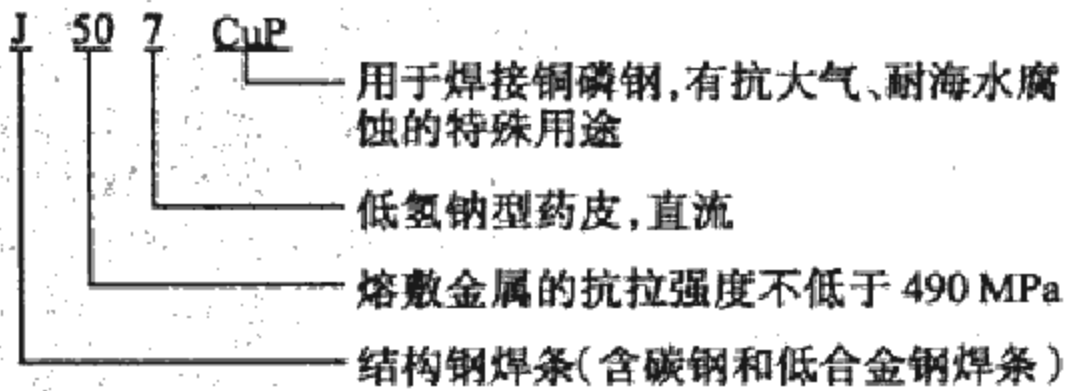 J 50 7 CuP
用于焊接铜磷钢,有抗大气、耐海水腐
蚀的特殊用途
低氢钠型药皮,直流
熔敷金属的抗拉强度不低于 490 MPa
结构钢焊条(含碳钢和低合金钢焊条)